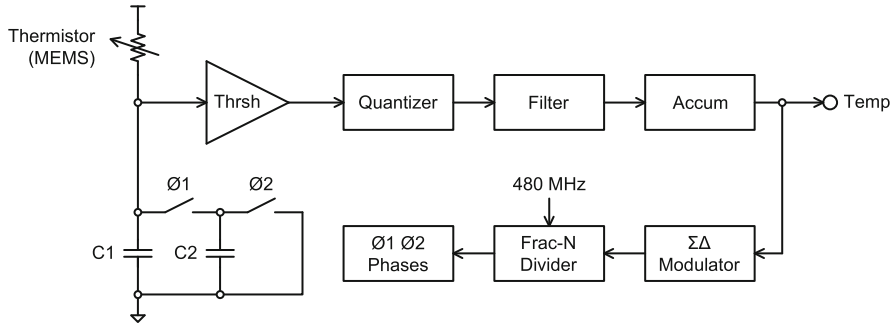 Thermistor
(MEMS)
Thrsh
Quantizer
Filter
Accum
Temp
Ø1
Ø2
480 MHz
C1
C2
Ø1 Ø2
Phases
Frac-N
Divider
ΣΔ
Modulator